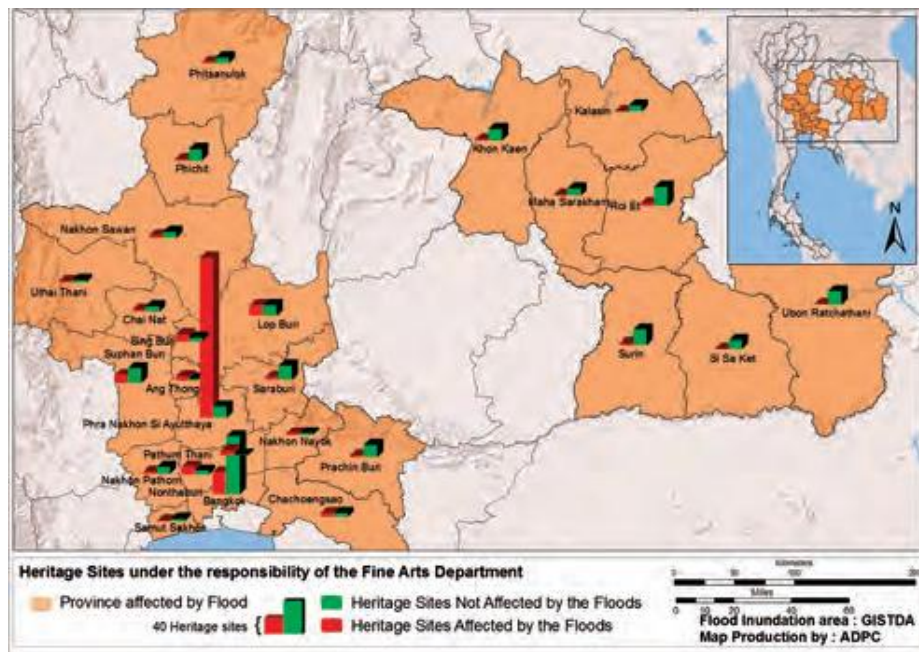 Phitsanulok
Phichit
Nakhon Sawan
Uthai Thani
Chai Nat
Sing Buri
Suphan Buri
Lop Buri
Ang Thong
Saraburi
Phra Nakhon Si Ayutthaya
Nakhon Nayok
Pathum Thani
Prachin Buri
Nakhon Pathom
Nonthaburi
Bangkok
Chachoengsao
Samut Sakhon
Kalasin
Khon Kaen
Maha Sarakham
Roi Et
Ubon Ratchathani
Surin
Si Sa Ket
N
Heritage Sites under the responsibility of the Fine Arts Department
Province affected by Flood
40 Heritage sites
Heritage Sites Not Affected by the Floods
Heritage Sites Affected by the Floods
Kilometers
Miles
Flood Inundation area : GISTDA
Map Production by : ADPC